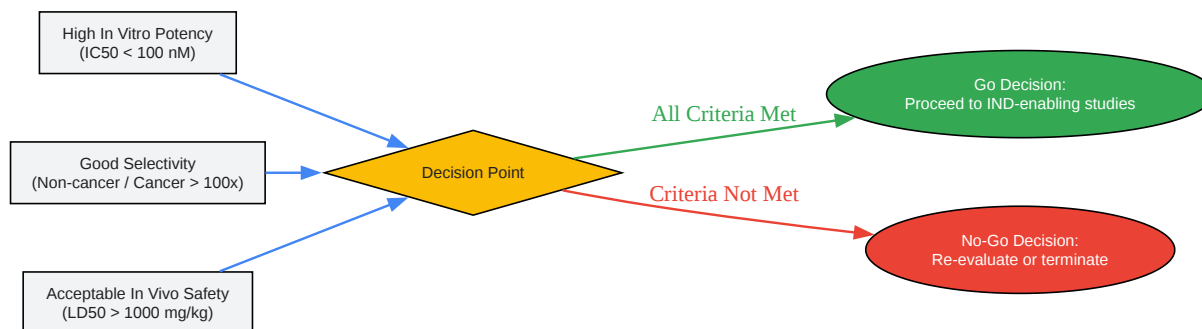 High In Vitro Potency
(IC50 < 100 nM)
Good Selectivity
(Non-cancer / Cancer > 100x)
Acceptable In Vivo Safety
(LD50 > 1000 mg/kg)
Decision Point
All Criteria Met
Criteria Not Met
Go Decision:
Proceed to IND-enabling studies
No-Go Decision:
Re-evaluate or terminate